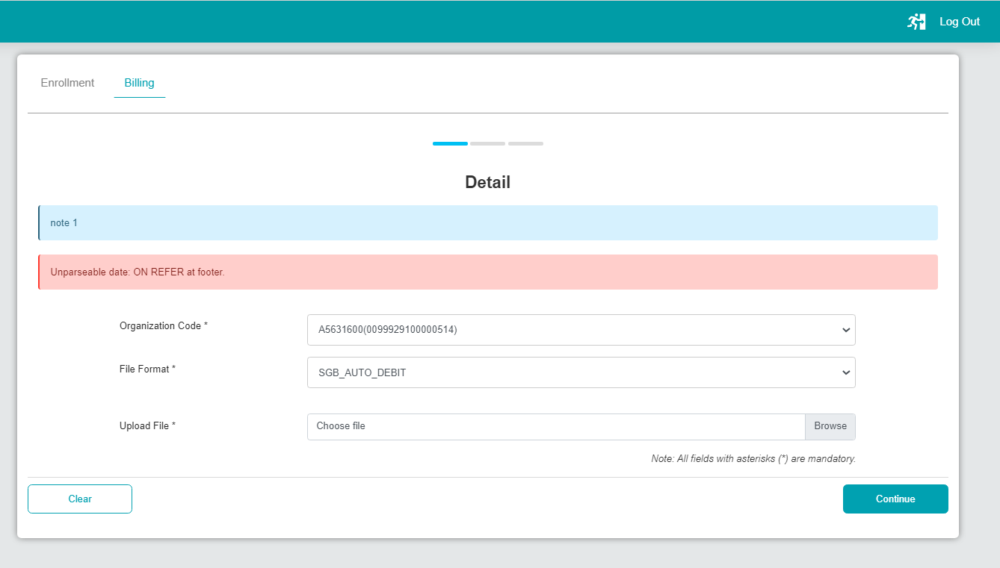 Log Out
Enrollment Billing
Detail
note 1
Unparseable date: ON REFER at footer.
Organization Code * A5631600(0099929100000514)
File Format * SGB_AUTO_DEBIT
Upload File * Choose file Browse
Note: All fields with asterisks (*) are mandatory.
Clear Continue